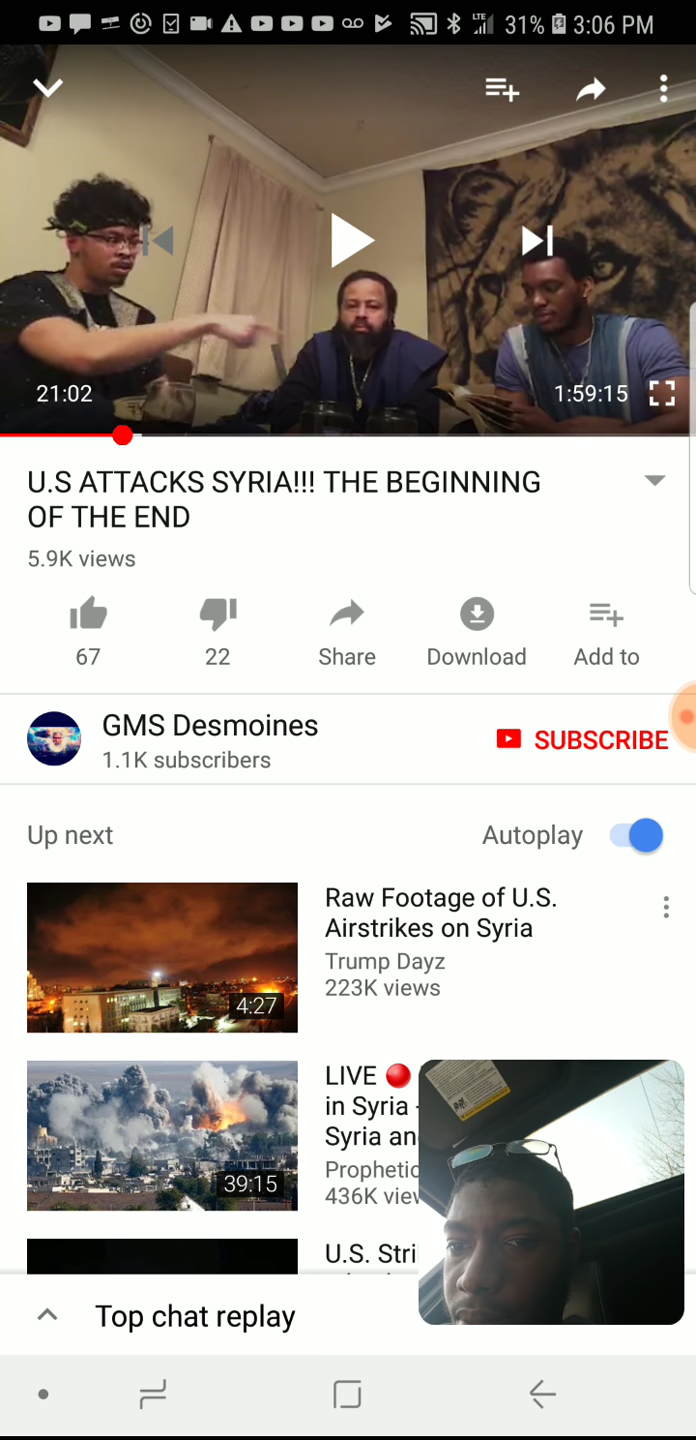 LTE 31% 3:06 PM
21:02
1:59:15
U.S ATTACKS SYRIA!!! THE BEGINNING
OF THE END
5.9K views
67
22
Share
Download
Add to
GMS Desmoines
1.1K subscribers
SUBSCRIBE
Up next
Autoplay
4:27
Raw Footage of U.S.
Airstrikes on Syria
Trump Dayz
223K views
39:15
LIVE
in Syria -
Syria an
Prophetic
436K view
U.S. Stri
Top chat replay